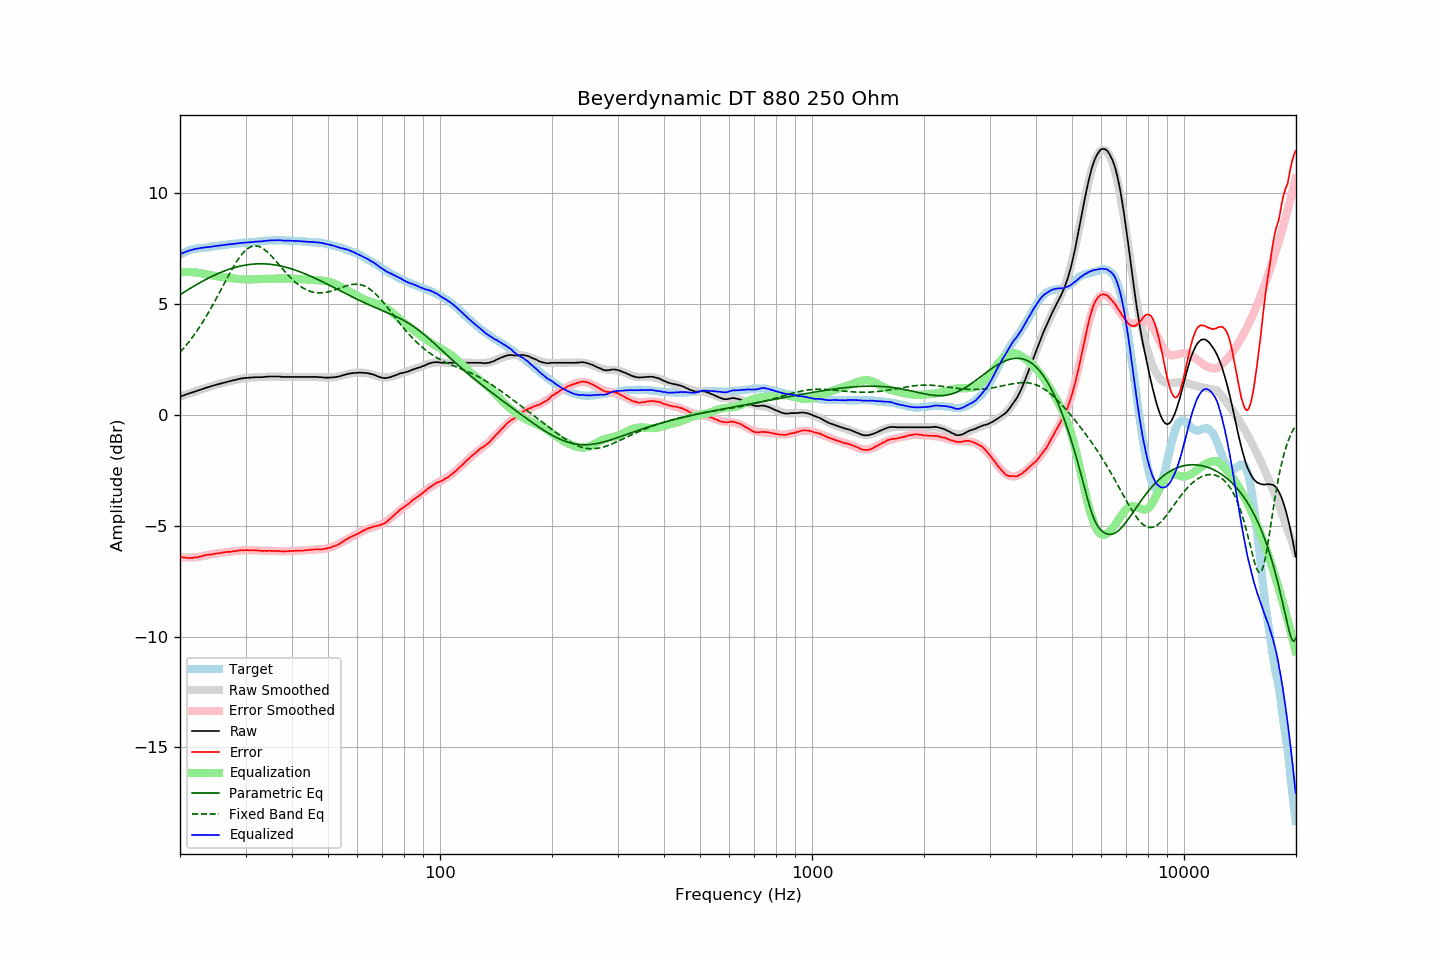 Beyerdynamic DT 880 250 Ohm
Amplitude (dBr)
10
5
0
−5
−10
−15
Target
Raw Smoothed
Error Smoothed
Raw
Error
Equalization
Parametric Eq
Fixed Band Eq
Equalized
100
1000
10000
Frequency (Hz)